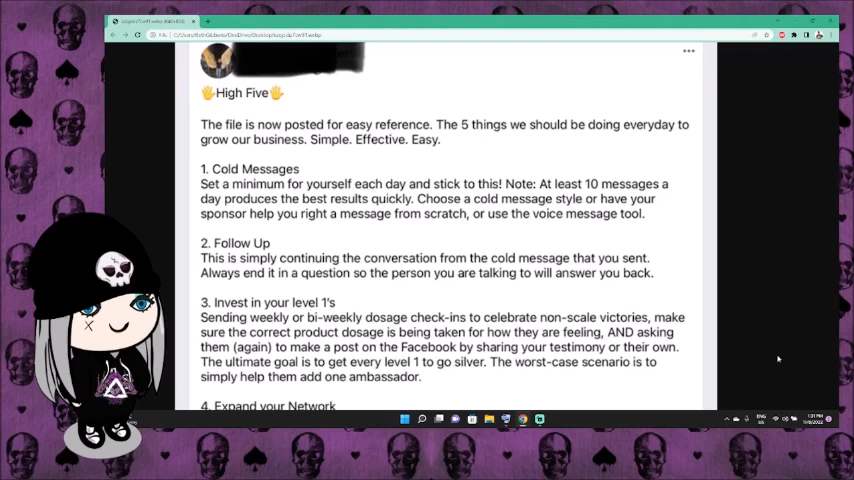 🖐High Five🖐
The file is now posted for easy reference. The 5 things we should be doing everyday to
grow our business. Simple. Effective. Easy.
1. Cold Messages
Set a minimum for yourself each day and stick to this! Note: At least 10 messages a
day produces the best results quickly. Choose a cold message style or have your
sponsor help you right a message from scratch, or use the voice message tool.
2. Follow Up
This is simply continuing the conversation from the cold message that you sent.
Always end it in a question so the person you are talking to will answer you back.
3. Invest in your level 1's
Sending weekly or bi-weekly dosage check-ins to celebrate non-scale victories, make
sure the correct product dosage is being taken for how they are feeling, AND asking
them (again) to make a post on the Facebook by sharing your testimony or their own.
The ultimate goal is to get every level 1 to go silver. The worst-case scenario is to
simply help them add one ambassador.
4. Expand your Network
ENG
US
1:31 PM
11/8/2022